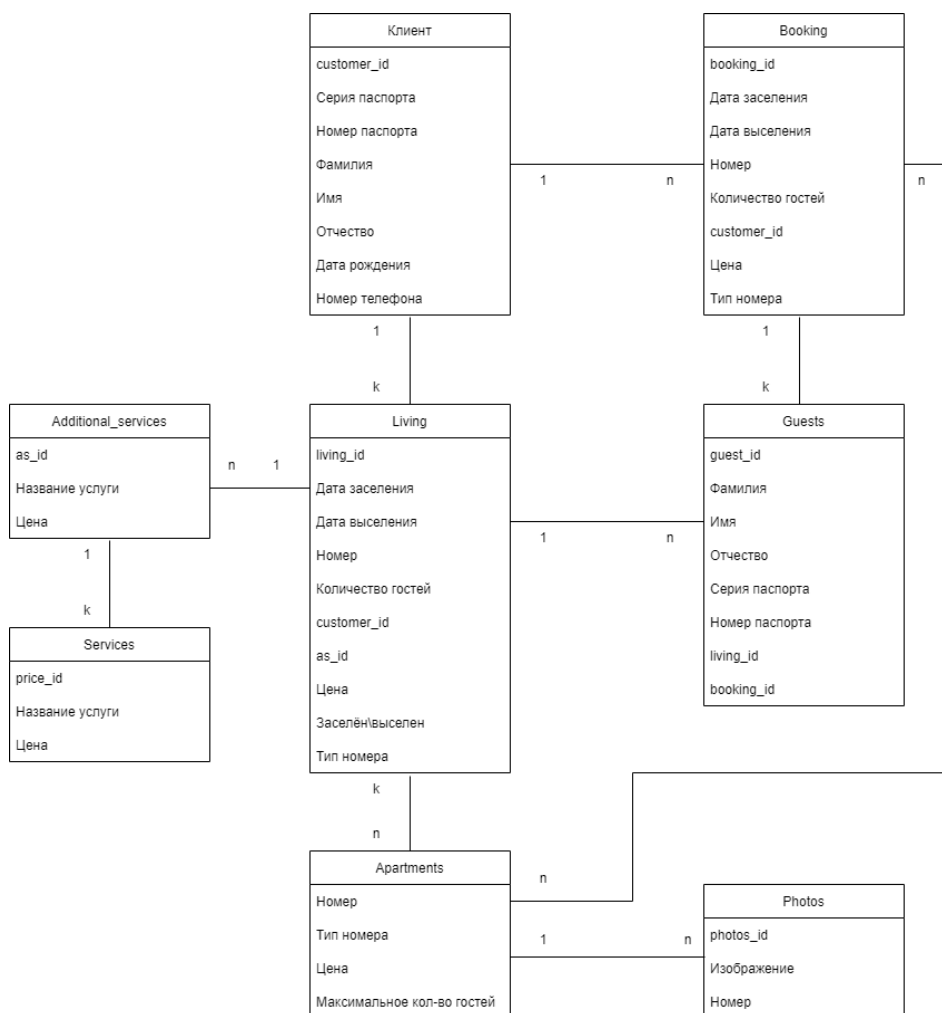 Клиент
customer_id
Серия паспорта
Номер паспорта
Фамилия
Имя
Отчество
Дата рождения
Номер телефона
1
n
Booking
booking_id
Дата заселения
Дата выселения
Номер
Количество гостей
customer_id
Цена
Тип номера
n
1
k
1
k
Additional_services
as_id
Название услуги
Цена
n
1
1
k
Services
price_id
Название услуги
Цена
Living
living_id
Дата заселения
Дата выселения
Номер
Количество гостей
customer_id
as_id
Цена
Заселён\выселен
Тип номера
1
n
Guests
guest_id
Фамилия
Имя
Отчество
Серия паспорта
Номер паспорта
living_id
booking_id
k
n
Apartments
Номер
Тип номера
Цена
Максимальное кол-во гостей
n
1
n
Photos
photos_id
Изображение
Номер